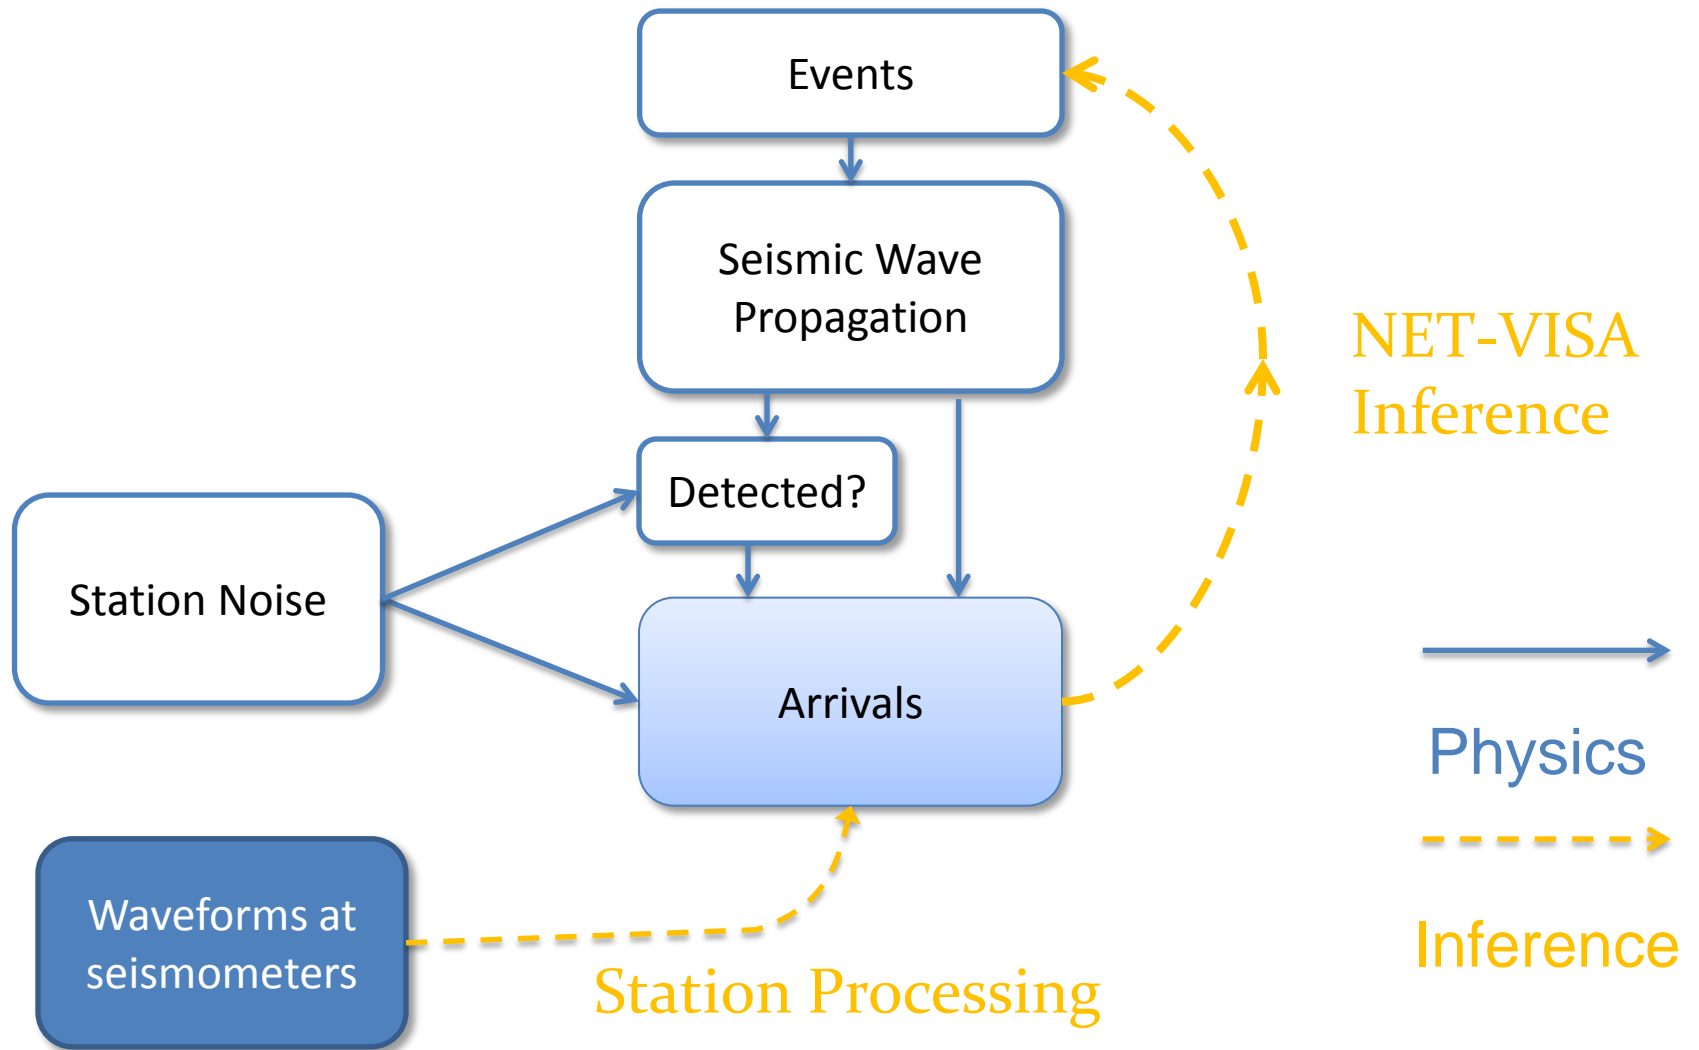 Events
Seismic Wave
Propagation
NET-VISA
Inference
Detected?
Station Noise
Arrivals
Physics
Waveforms at
seismometers
Station Processing
Inference